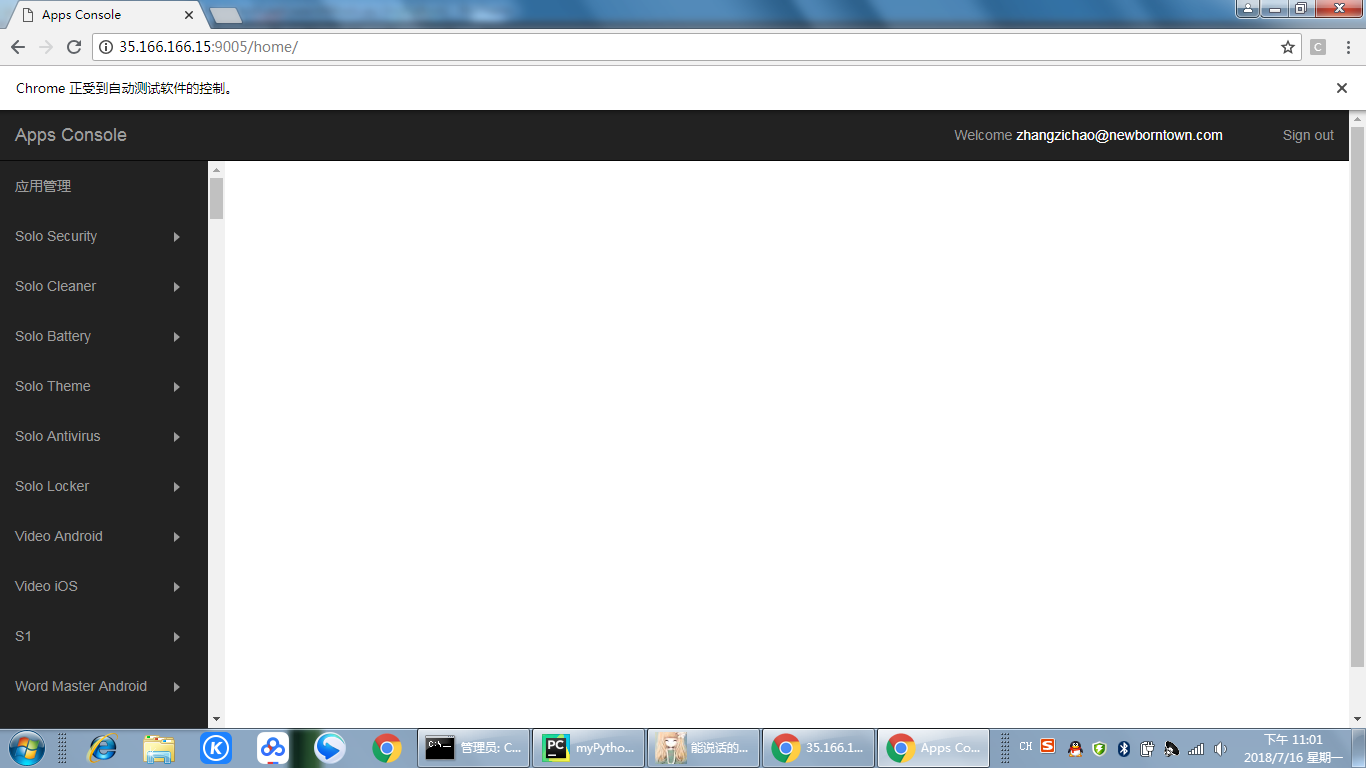 Apps Console
35.166.166.15:9005/home/
C
Chrome 正受到自动测试软件的控制。
Apps Console
Welcome zhangzichao@newborntown.com
Sign out
应用管理
Solo Security
Solo Cleaner
Solo Battery
Solo Theme
Solo Antivirus
Solo Locker
Video Android
Video iOS
S1
Word Master Android
管理员: C...
myPytho...
能说话的...
35.166.1...
Apps Co...
CH
下午 11:01
2018/7/16 星期一